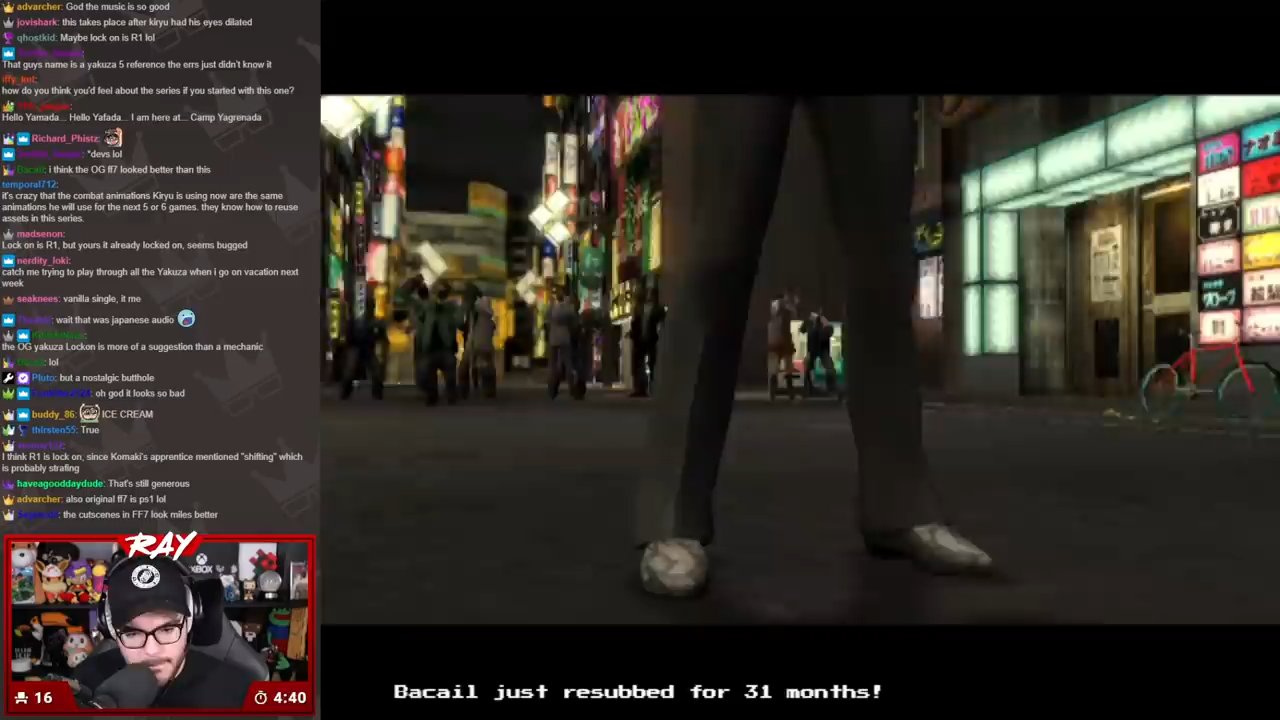 advarcher: God the music is so good
jovishark: this takes place after kiryu had his eyes dilated
qhostkid: Maybe lock on is R1 lol
That guys name is a yakuza 5 reference the errs just didn't know it
how do you think you'd feel about the series if you started with this one?
Hello Yamada... Hello Yafada... I am here at... Camp Yagrenada
Richard_Phistz:
*devs lol
Bacail: i think the OG ff7 looked better than this
temporal712:
it's crazy that the combat animations Kiryu is using now are the same
animations he will use for the next 5 or 6 games. they know how to reuse
assets in this series.
madsenon:
Lock on is R1, but yours it already locked on, seems bugged
nerdity_loki:
catch me trying to play through all the Yakuza when i go on vacation next
week
seaknees: vanilla single, it me
wait that was japanese audio
the OG yakuza Lockon is more of a suggestion than a mechanic
lol
Pluto: but a nostalgic butthole
oh god it looks so bad
buddy_86: ICE CREAM
thirsten55: True
I think R1 is lock on, since Komaki's apprentice mentioned "shifting" which
is probably strafing
haveagooddaydude: That's still generous
advarcher: also original ff7 is ps1 lol
the cutscenes in FF7 look miles better
RAY
XBOX
16
4:40
Bacail just resubbed for 31 months!